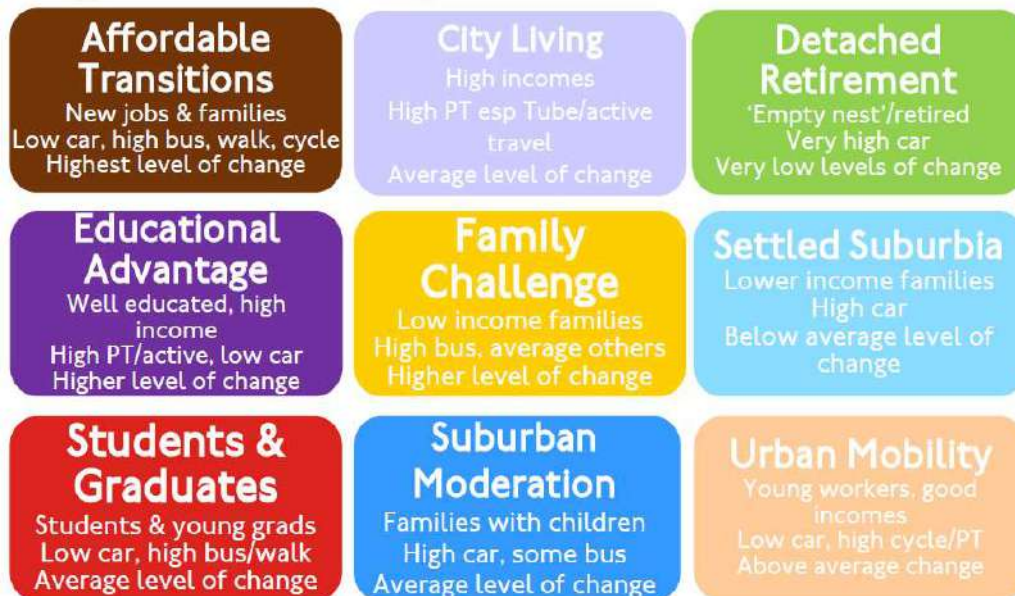 Affordable
Transitions
New jobs & families
Low car, high bus, walk, cycle
Highest level of change
City Living
High incomes
High PT esp Tube/active
travel
Average level of change
Detached
Retirement
‘Empty nest’/retired
Very high car
Very low levels of change
Educational
Advantage
Well educated, high
income
High PT/active, low car
Higher level of change
Family
Challenge
Low income families
High bus, average others
Higher level of change
Settled Suburbia
Lower income families
High car
Below average level of
change
Students &
Graduates
Students & young grads
Low car, high bus/walk
Average level of change
Suburban
Moderation
Families with children
High car, some bus
Average level of change
Urban Mobility
Young workers, good
incomes
Low car, high cycle/PT
Above average change